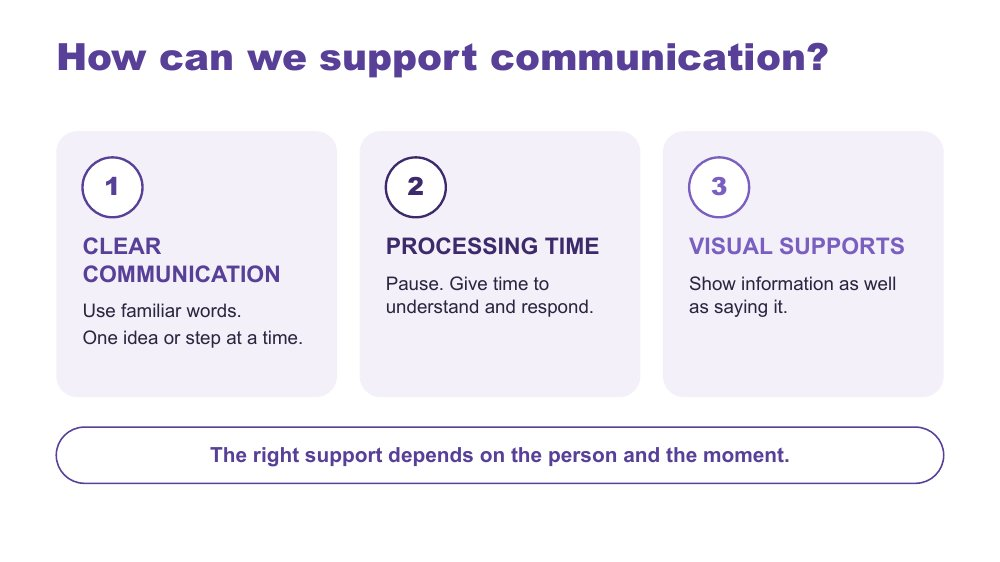 How can we support communication?
1
CLEAR
COMMUNICATION
Use familiar words.
One idea or step at a time.
2
PROCESSING TIME
Pause. Give time to
understand and respond.
3
VISUAL SUPPORTS
Show information as well
as saying it.
The right support depends on the person and the moment.